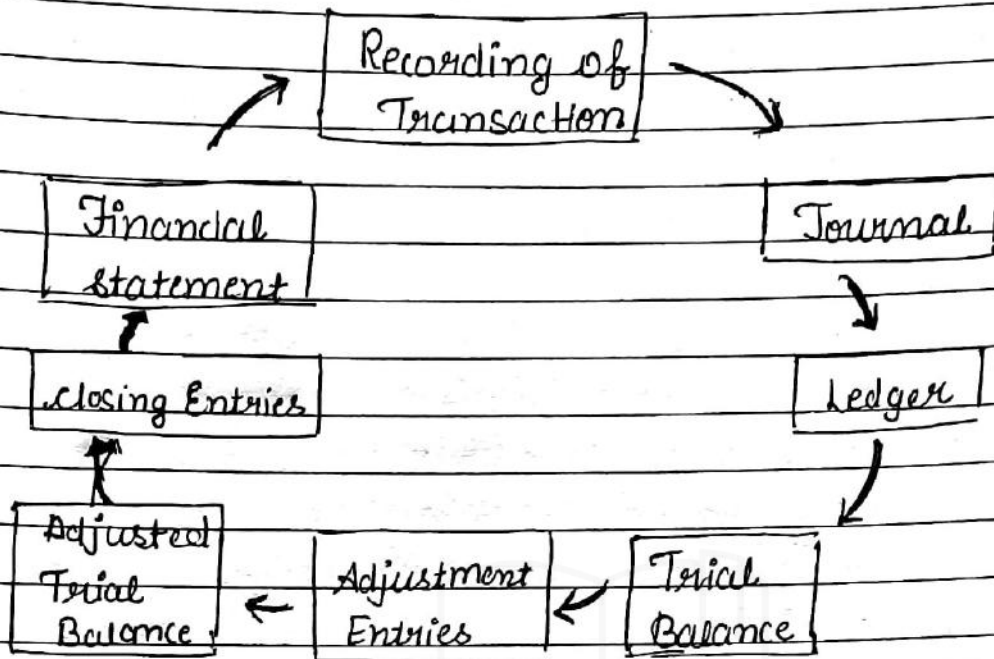 Recording of
Transaction
Journal
Ledger
Trial
Balance
Adjustment
Entries
Adjusted
Trial
Balance
Closing Entries
Financial
statement